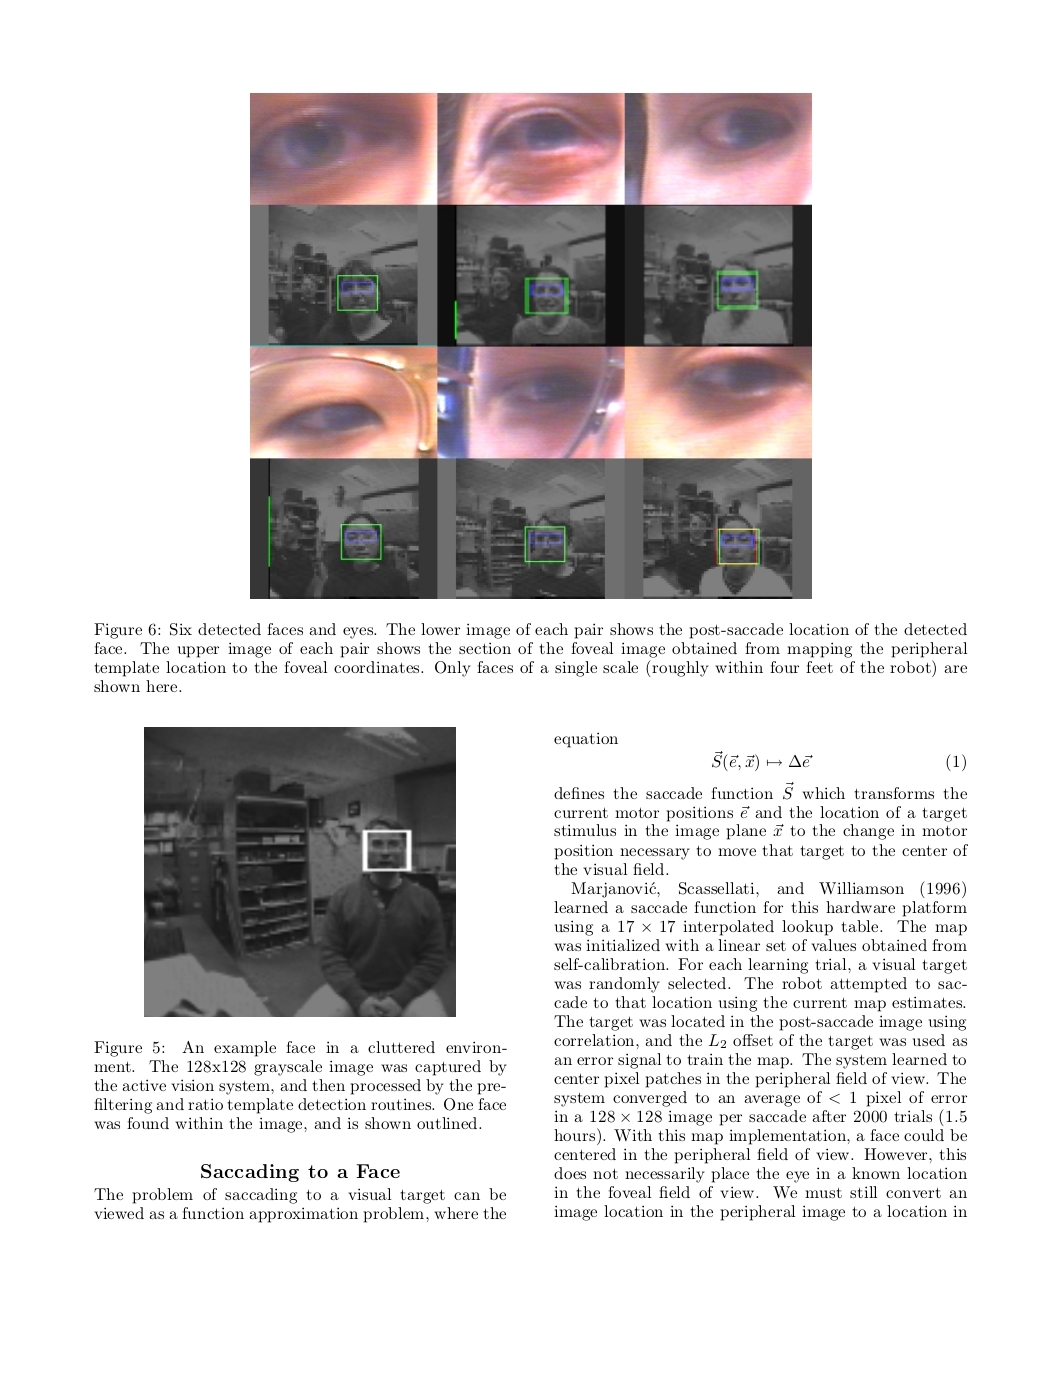 Figure 6: Six detected faces and eyes. The lower image of each pair shows the post-saccade location of the detected
face. The upper image of each pair shows the section of the foveal image obtained from mapping the peripheral
template location to the foveal coordinates. Only faces of a single scale (roughly within four feet of the robot) are
shown here.
Figure 5: An example face in a cluttered environ-
ment. The 128x128 grayscale image was captured by
the active vision system, and then processed by the pre-
filtering and ratio template detection routines. One face
was found within the image, and is shown outlined.
Saccading to a Face
The problem of saccading to a visual target can be
viewed as a function approximation problem, where the
equation
S⃗(e⃗, x⃗) ↦ Δe⃗ (1)
defines the saccade function S⃗ which transforms the
current motor positions e⃗ and the location of a target
stimulus in the image plane x⃗ to the change in motor
position necessary to move that target to the center of
the visual field.
Marjanović, Scassellati, and Williamson (1996)
learned a saccade function for this hardware platform
using a 17 × 17 interpolated lookup table. The map
was initialized with a linear set of values obtained from
self-calibration. For each learning trial, a visual target
was randomly selected. The robot attempted to sac-
cade to that location using the current map estimates.
The target was located in the post-saccade image using
correlation, and the L₂ offset of the target was used as
an error signal to train the map. The system learned to
center pixel patches in the peripheral field of view. The
system converged to an average of < 1 pixel of error
in a 128 × 128 image per saccade after 2000 trials (1.5
hours). With this map implementation, a face could be
centered in the peripheral field of view. However, this
does not necessarily place the eye in a known location
in the foveal field of view. We must still convert an
image location in the peripheral image to a location in